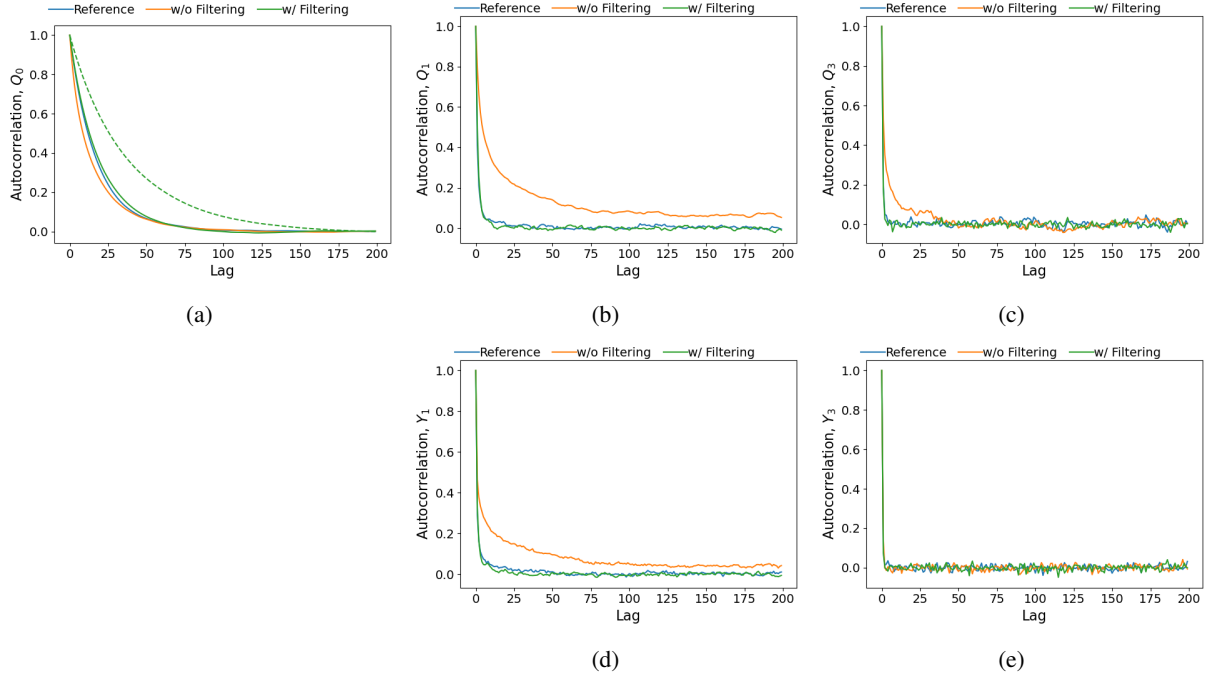 Reference w/o Filtering w/ Filtering
Autocorrelation, Q0
1.0
0.8
0.6
0.4
0.2
0.0
0 25 50 75 100 125 150 175 200
Lag
(a)
Reference w/o Filtering w/ Filtering
Autocorrelation, Q1
1.0
0.8
0.6
0.4
0.2
0.0
0 25 50 75 100 125 150 175 200
Lag
(b)
Reference w/o Filtering w/ Filtering
Autocorrelation, Q3
1.0
0.8
0.6
0.4
0.2
0.0
0 25 50 75 100 125 150 175 200
Lag
(c)
Reference w/o Filtering w/ Filtering
Autocorrelation, Y1
1.0
0.8
0.6
0.4
0.2
0.0
0 25 50 75 100 125 150 175 200
Lag
(d)
Reference w/o Filtering w/ Filtering
Autocorrelation, Y3
1.0
0.8
0.6
0.4
0.2
0.0
0 25 50 75 100 125 150 175 200
Lag
(e)